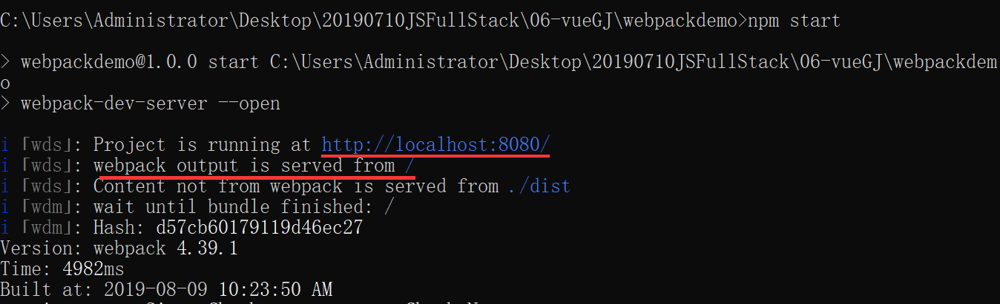 C:\Users\Administrator\Desktop\20190710JSFullStack\06-vueGJ\webpackdemo>npm start
> webpackdemo@1.0.0 start C:\Users\Administrator\Desktop\20190710JSFullStack\06-vueGJ\webpackdem
o
> webpack-dev-server --open
i ｢wds｣: Project is running at http://localhost:8080/
i ｢wds｣: webpack output is served from /
i ｢wds｣: Content not from webpack is served from ./dist
i ｢wdm｣: wait until bundle finished: /
i ｢wdm｣: Hash: d57cb60179119d46ec27
Version: webpack 4.39.1
Time: 4982ms
Built at: 2019-08-09 10:23:50 AM